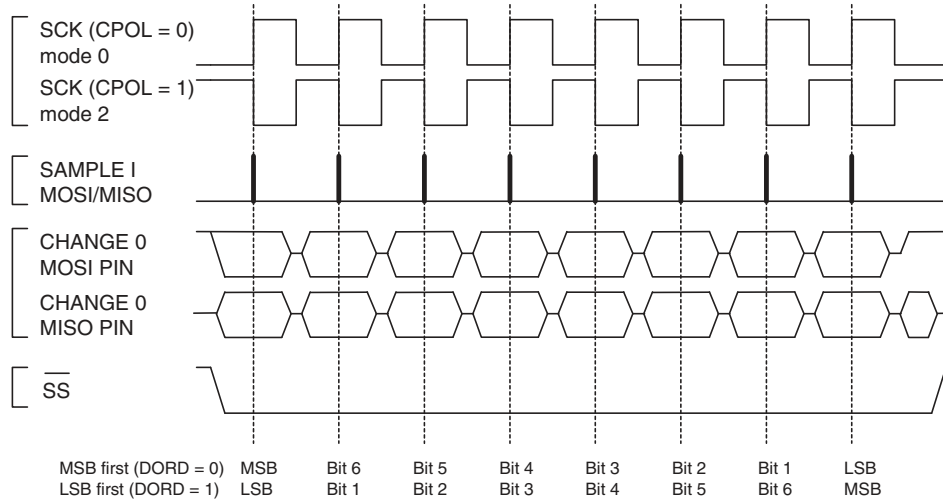 SCK (CPOL = 0)
mode 0
SCK (CPOL = 1)
mode 2
SAMPLE I
MOSI/MISO
CHANGE 0
MOSI PIN
CHANGE 0
MISO PIN
SS
MSB first (DORD = 0) MSB Bit 6 Bit 5 Bit 4 Bit 3 Bit 2 Bit 1 LSB
LSB first (DORD = 1) LSB Bit 1 Bit 2 Bit 3 Bit 4 Bit 5 Bit 6 MSB